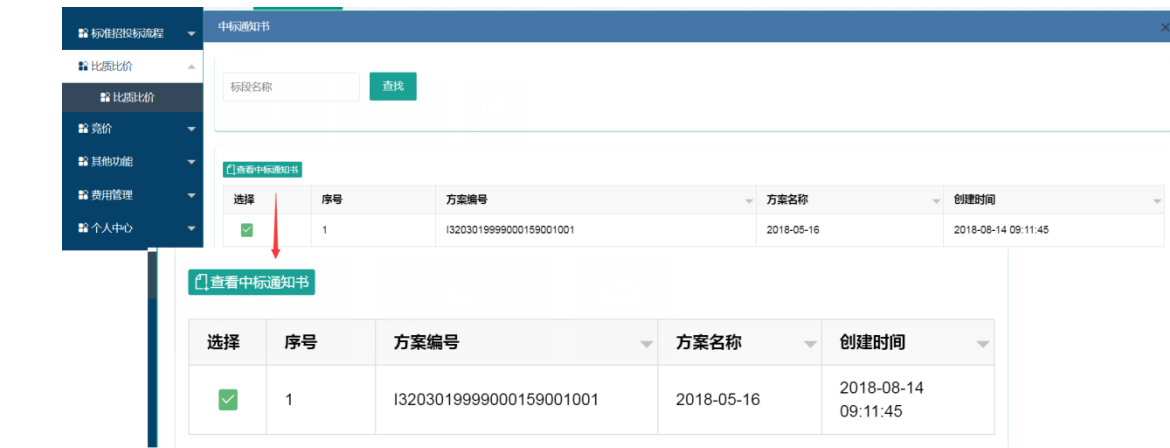 中标通知书
标准招投标流程
比质比价
比质比价
竞价
其他功能
费用管理
个人中心
标段名称 查找
查看中标通知书
选择 序号 方案编号 方案名称 创建时间
1 I3203019999000159001001 2018-05-16 2018-08-14 09:11:45
查看中标通知书
选择 序号 方案编号 方案名称 创建时间
1 I3203019999000159001001 2018-05-16 2018-08-14
09:11:45